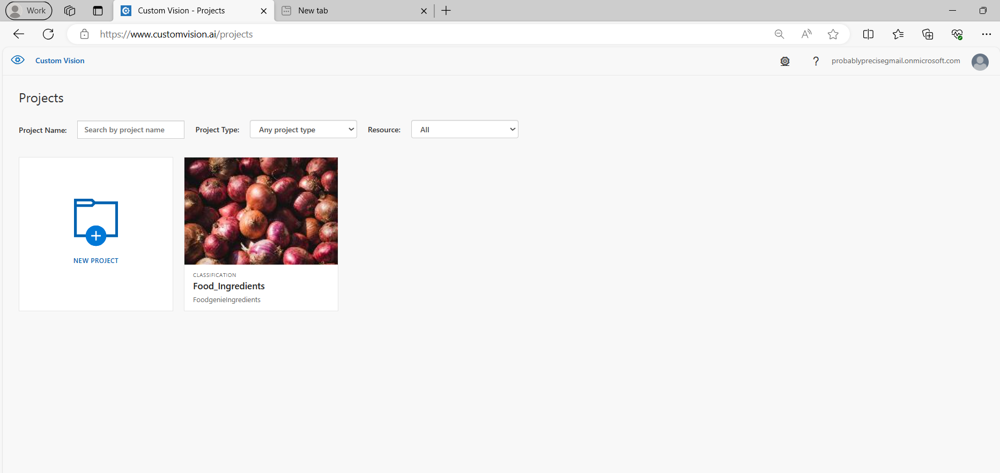 Work
Custom Vision - Projects
New tab
https://www.customvision.ai/projects
Custom Vision
?
probablyprecisegmail.onmicrosoft.com
Projects
Project Name:
Search by project name
Project Type:
Any project type
Resource:
All
NEW PROJECT
CLASSIFICATION
Food_Ingredients
FoodgenieIngredients